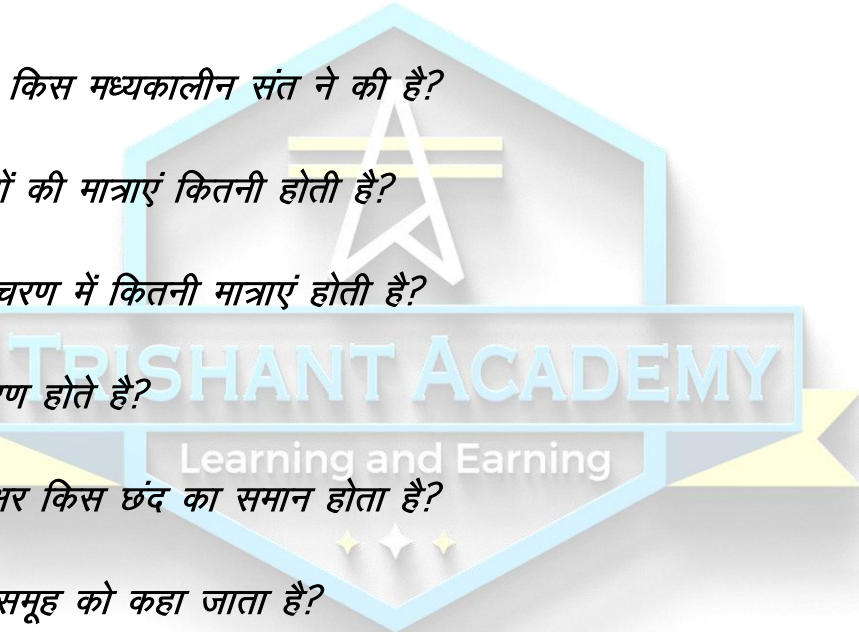 किस मध्यकालीन संत ने की है?
की मात्राएं कितनी होती है?
चरण में कितनी मात्राएं होती है?
TRISHANT ACADEMY
होते है?
Learning and Earning
किस छंद का समान होता है?
समूह को कहा जाता है?